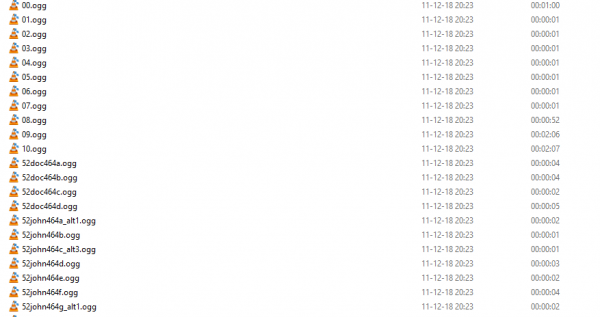 00.ogg 11-12-18 20:23 00:01:00
01.ogg 11-12-18 20:23 00:00:01
02.ogg 11-12-18 20:23 00:00:01
03.ogg 11-12-18 20:23 00:00:01
04.ogg 11-12-18 20:23 00:00:01
05.ogg 11-12-18 20:23 00:00:01
06.ogg 11-12-18 20:23 00:00:01
07.ogg 11-12-18 20:23 00:00:01
08.ogg 11-12-18 20:23 00:00:52
09.ogg 11-12-18 20:23 00:02:06
10.ogg 11-12-18 20:23 00:02:07
52doc464a.ogg 11-12-18 20:23 00:00:04
52doc464b.ogg 11-12-18 20:23 00:00:04
52doc464c.ogg 11-12-18 20:23 00:00:02
52doc464d.ogg 11-12-18 20:23 00:00:05
52john464a_alt1.ogg 11-12-18 20:23 00:00:02
52john464b.ogg 11-12-18 20:23 00:00:01
52john464c_alt3.ogg 11-12-18 20:23 00:00:01
52john464d.ogg 11-12-18 20:23 00:00:03
52john464e.ogg 11-12-18 20:23 00:00:02
52john464f.ogg 11-12-18 20:23 00:00:04
52john464g_alt1.ogg 11-12-18 20:23 00:00:02